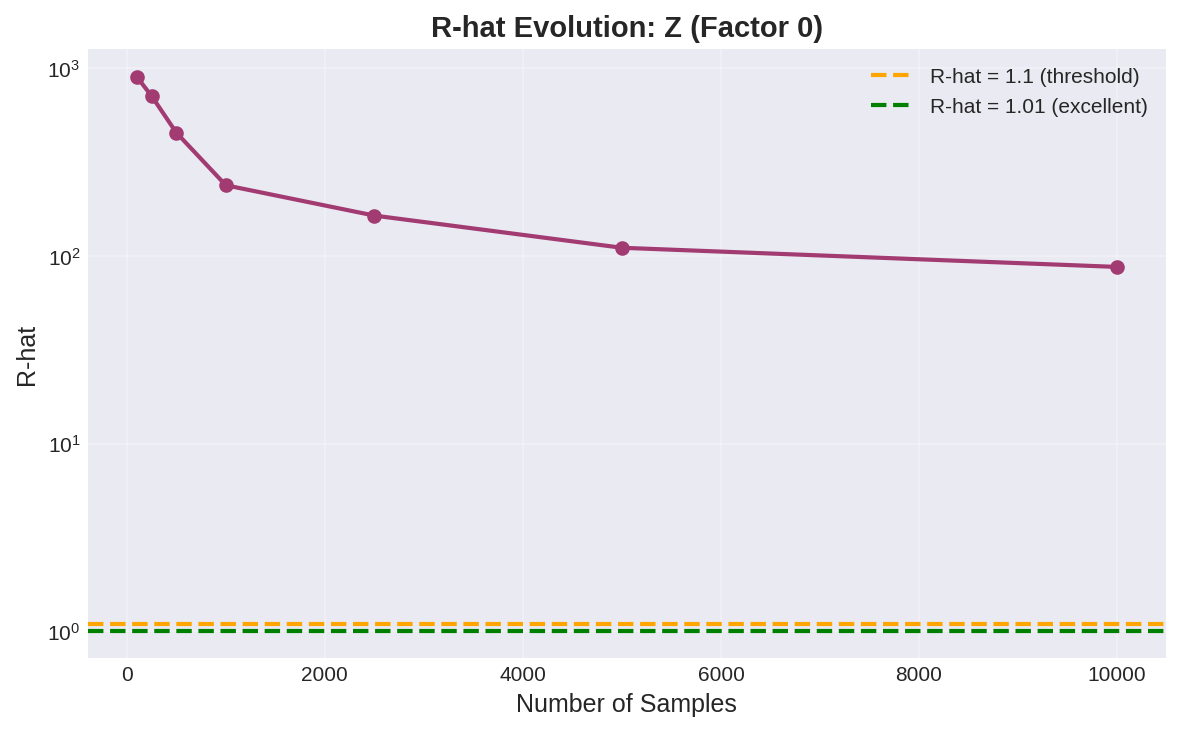 R-hat Evolution: Z (Factor 0)
R-hat = 1.1 (threshold)
R-hat = 1.01 (excellent)
10³
10²
10¹
10⁰
R-hat
0 2000 4000 6000 8000 10000
Number of Samples